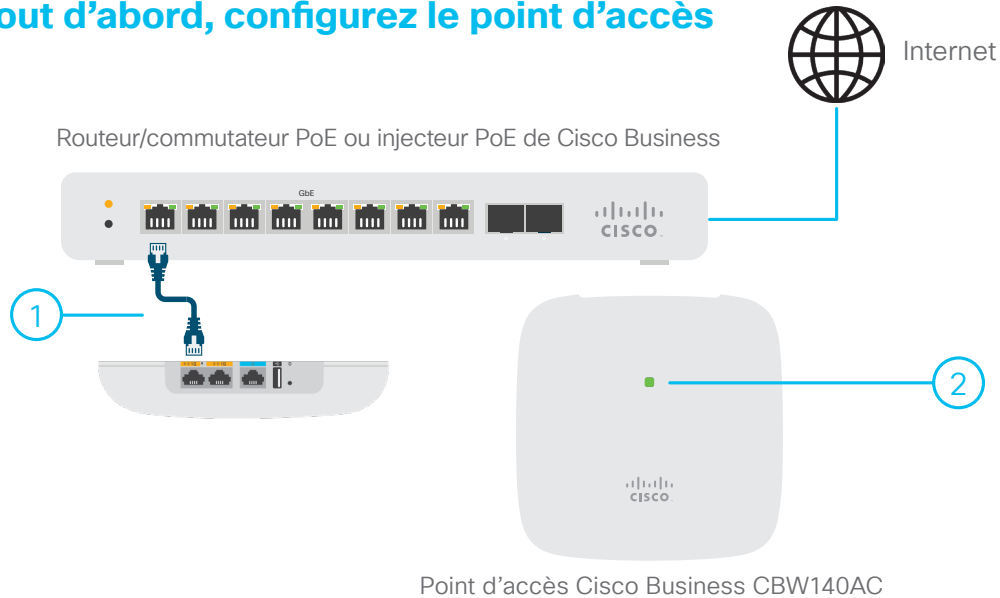 out d'abord, configurez le point d'accès
Internet
Routeur/commutateur PoE ou injecteur PoE de Cisco Business
GbE
CISCO
1
2
CISCO
Point d'accès Cisco Business CBW140AC